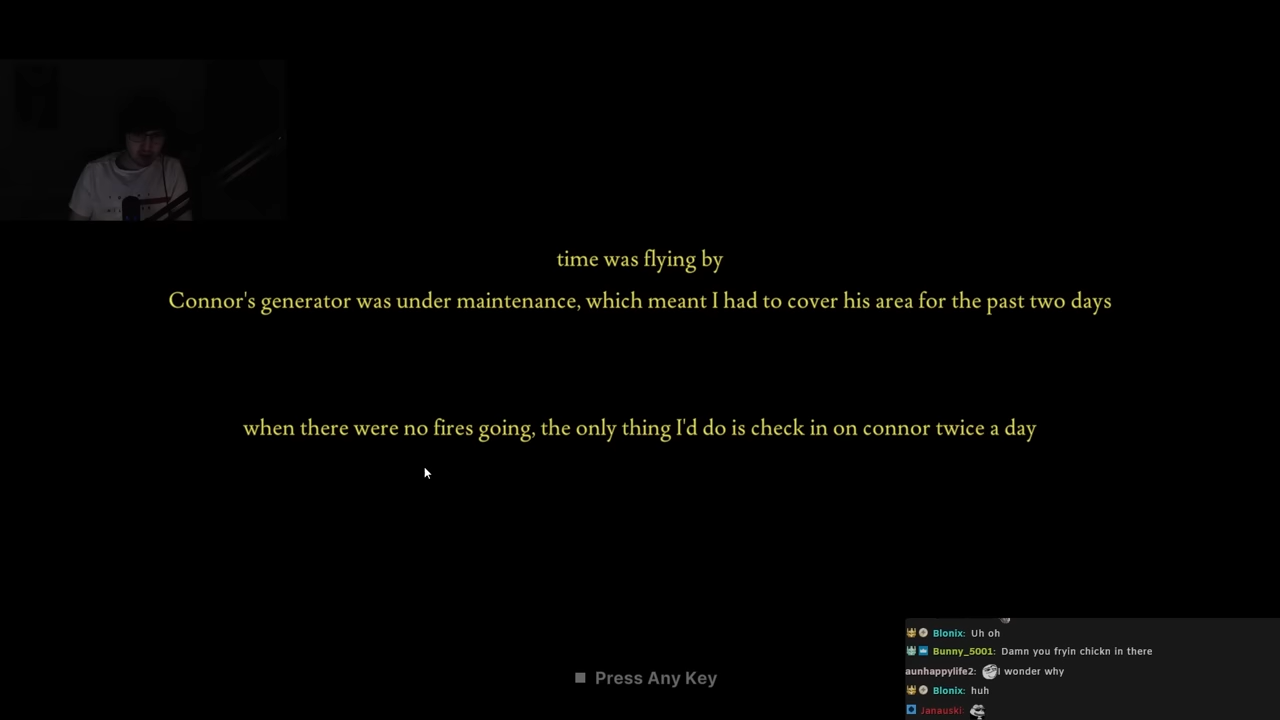 time was flying by
Connor's generator was under maintenance, which meant I had to cover his area for the past two days
when there were no fires going, the only thing I'd do is check in on connor twice a day
Press Any Key
Blonix: Uh oh
Bunny_5001: Damn you fryin chickn in there
aunhappylife2: I wonder why
Blonix: huh
Janauski: